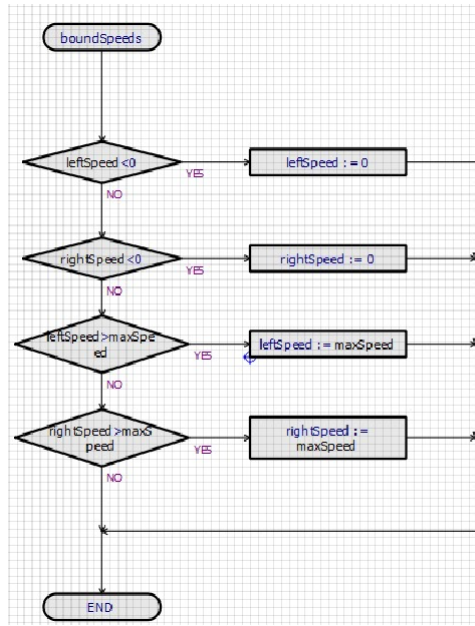 boundSpeeds
leftSpeed <0
YES
leftSpeed := 0
NO
rightSpeed <0
YES
rightSpeed := 0
NO
leftSpeed>maxSpe
ed
YES
leftSpeed := maxSpeed
NO
rightSpeed >maxS
peed
YES
rightSpeed :=
maxSpeed
NO
END